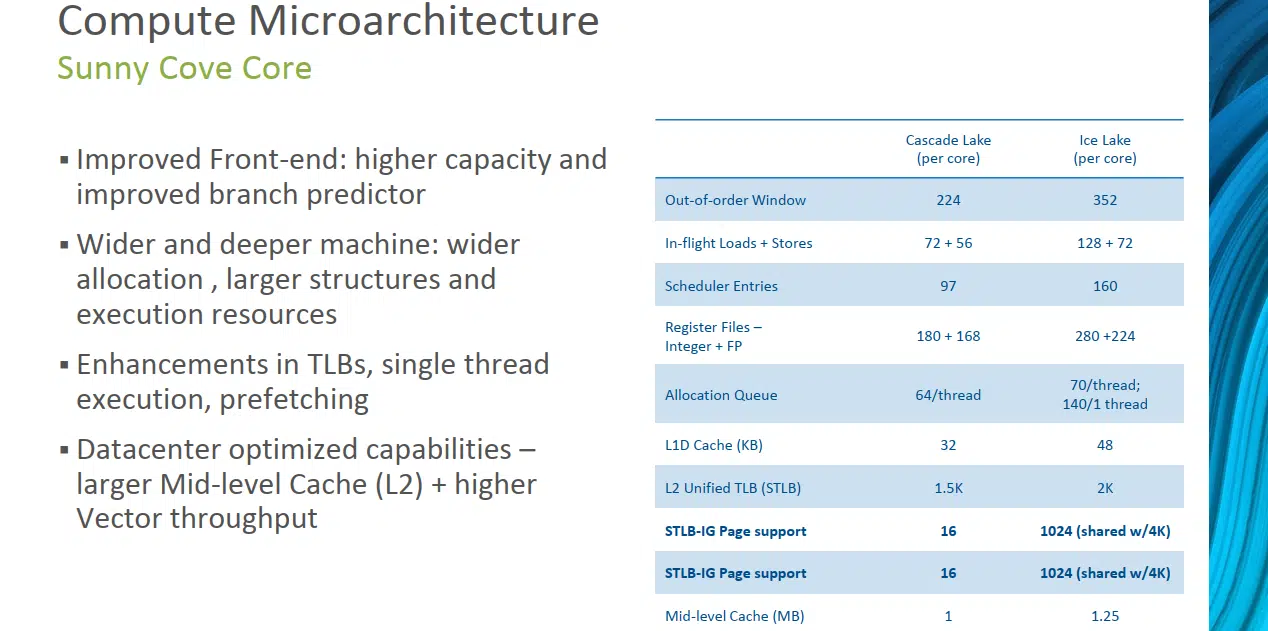 Compute Microarchitecture
Sunny Cove Core
▪ Improved Front-end: higher capacity and
improved branch predictor
▪ Wider and deeper machine: wider
allocation , larger structures and
execution resources
▪ Enhancements in TLBs, single thread
execution, prefetching
▪ Datacenter optimized capabilities –
larger Mid-level Cache (L2) + higher
Vector throughput
Cascade Lake Ice Lake
(per core) (per core)
Out-of-order Window 224 352
In-flight Loads + Stores 72 + 56 128 + 72
Scheduler Entries 97 160
Register Files –
Integer + FP 180 + 168 280 +224
Allocation Queue 64/thread 70/thread;
140/1 thread
L1D Cache (KB) 32 48
L2 Unified TLB (STLB) 1.5K 2K
STLB-IG Page support 16 1024 (shared w/4K)
STLB-IG Page support 16 1024 (shared w/4K)
Mid-level Cache (MB) 1 1.25